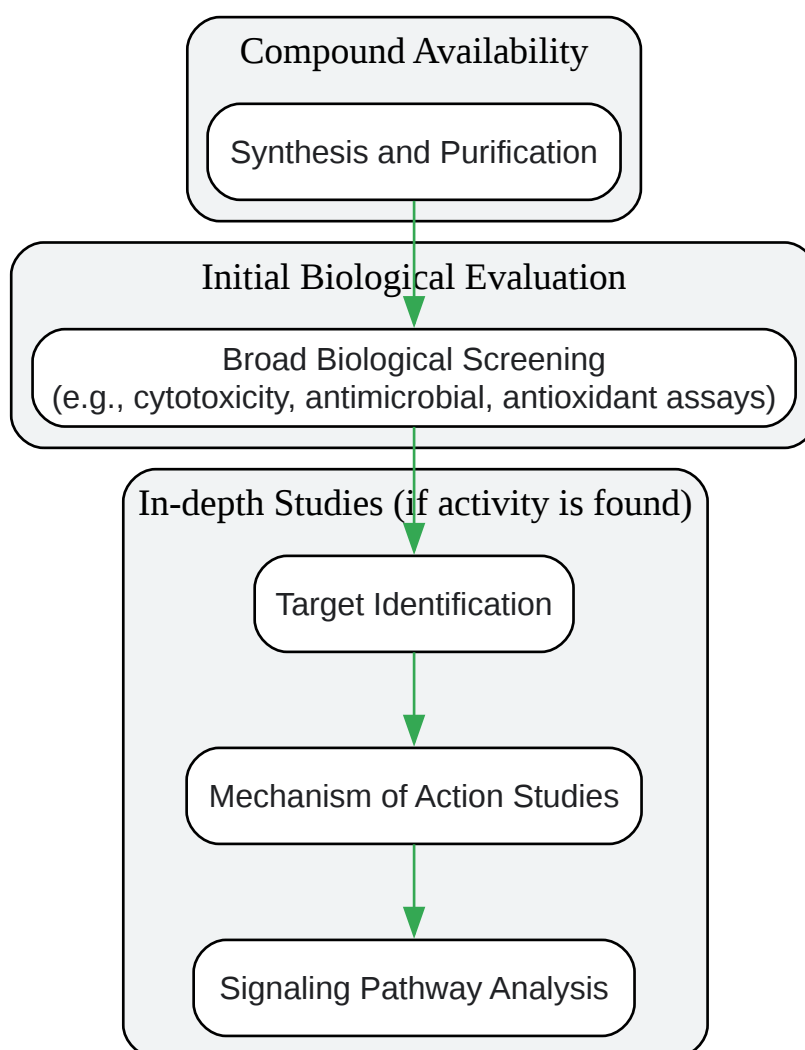 Compound Availability
Synthesis and Purification
Initial Biological Evaluation
Broad Biological Screening
(e.g., cytotoxicity, antimicrobial, antioxidant assays)
In-depth Studies (if activity is found)
Target Identification
Mechanism of Action Studies
Signaling Pathway Analysis